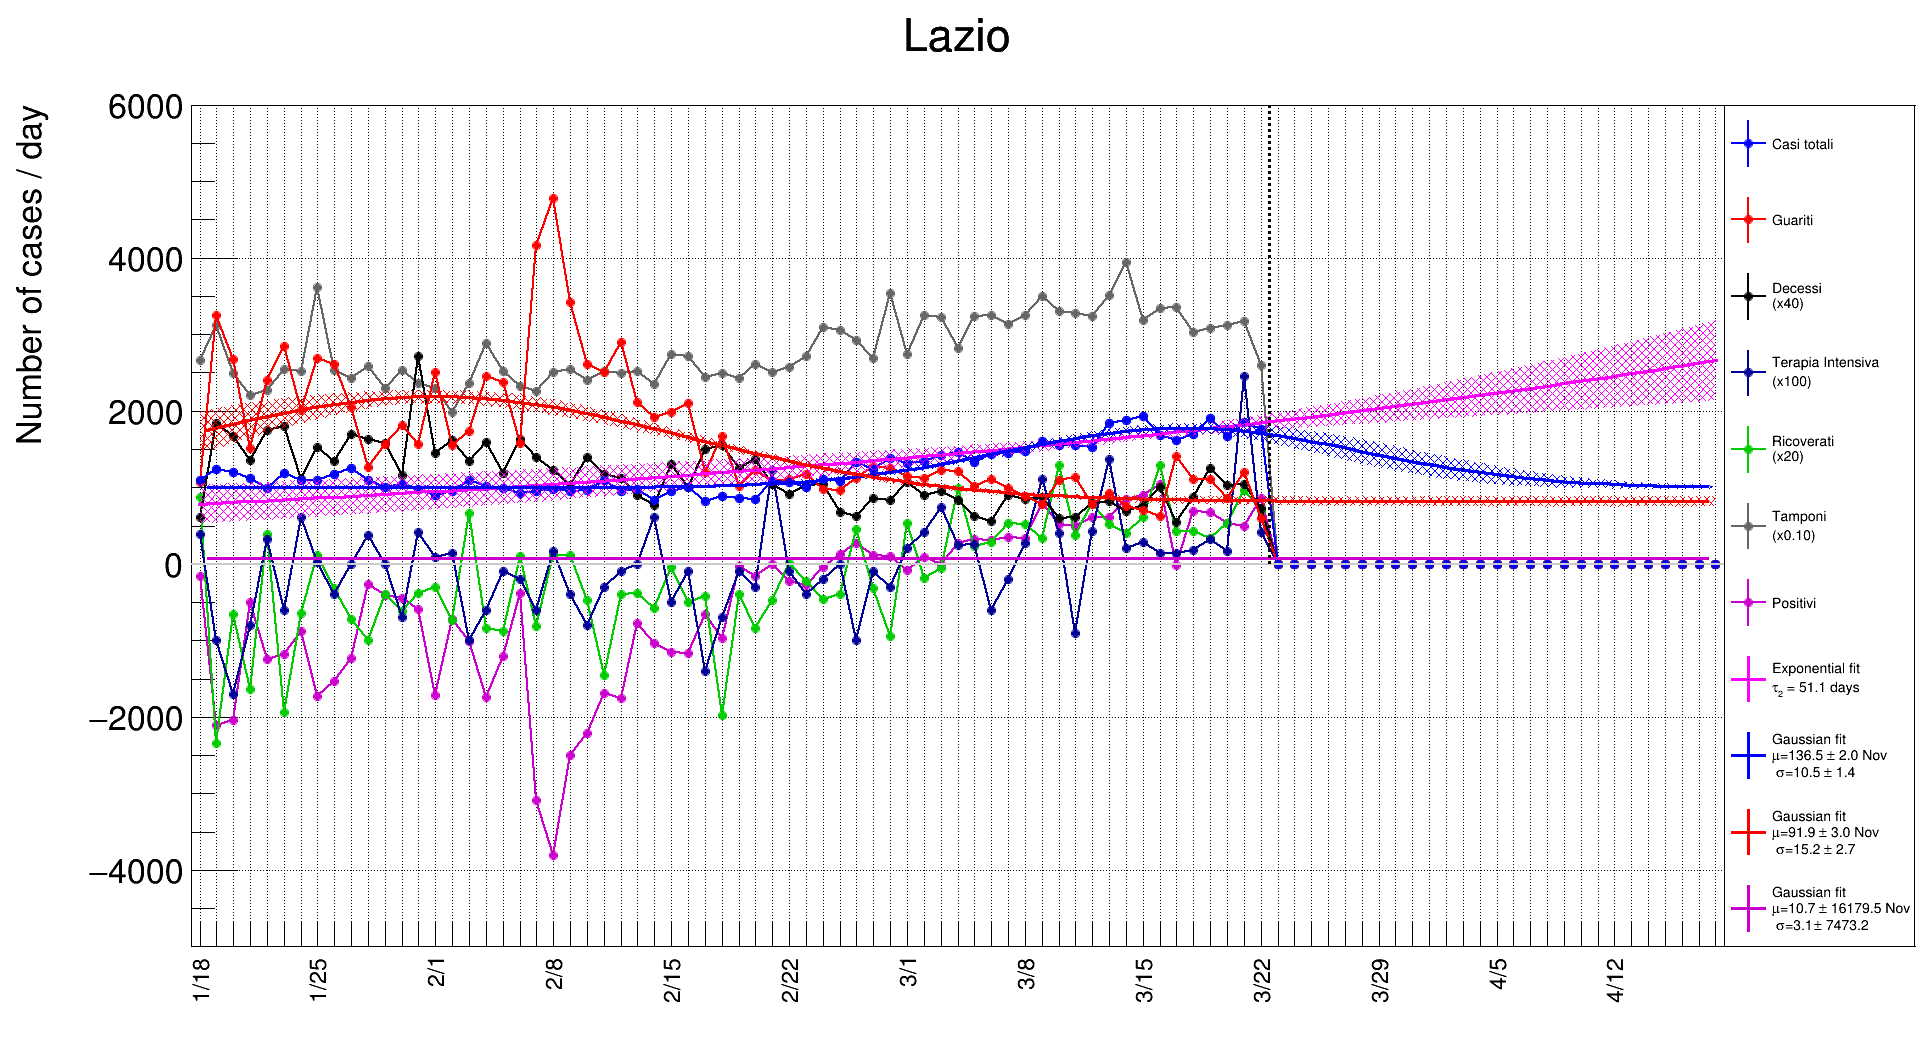 Lazio
Number of cases / day
6000
4000
2000
0
−2000
−4000
1/18
1/25
2/1
2/8
2/15
2/22
3/1
3/8
3/15
3/22
3/29
4/5
4/12
Casi totali
Guariti
Decessi
(x40)
Terapia Intensiva
(x100)
Ricoverati
(x20)
Tamponi
(x0.10)
Positivi
Exponential fit
τ₂ = 51.1 days
Gaussian fit
μ=136.5 ± 2.0 Nov
σ=10.5 ± 1.4
Gaussian fit
μ=91.9 ± 3.0 Nov
σ=15.2 ± 2.7
Gaussian fit
μ=10.7 ± 16179.5 Nov
σ=3.1 ± 7473.2